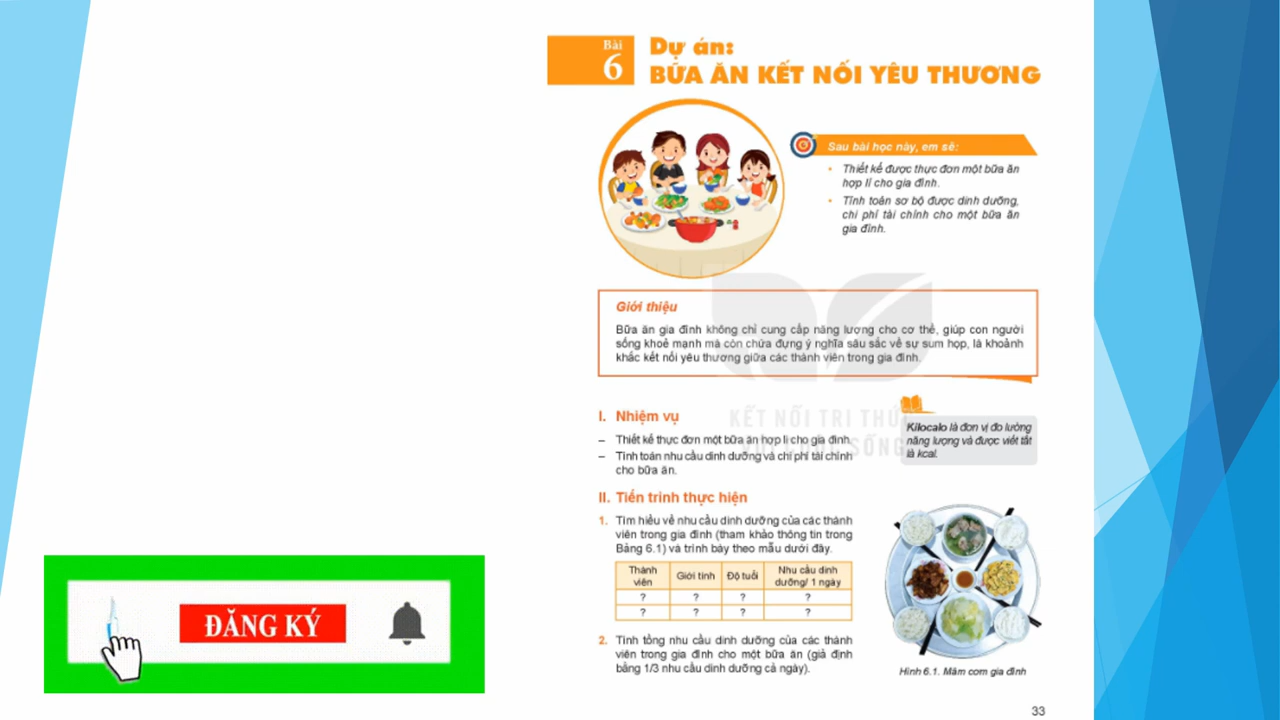 Bài
6
Dự án:
BỮA ĂN KẾT NỐI YÊU THƯƠNG
Sau bài học này, em sẽ:
• Thiết kế được thực đơn một bữa ăn
hợp lí cho gia đình.
• Tính toán sơ bộ được dinh dưỡng,
chi phí tài chính cho một bữa ăn
gia đình.
Giới thiệu
Bữa ăn gia đình không chỉ cung cấp năng lượng cho cơ thể, giúp con người
sống khoẻ mạnh mà còn chứa đựng ý nghĩa sâu sắc về sự sum họp, là khoảnh
khắc kết nối yêu thương giữa các thành viên trong gia đình.
KẾT NỐI TRI THỨC
I. Nhiệm vụ
– Thiết kế thực đơn một bữa ăn hợp lí cho gia đình.
– Tính toán nhu cầu dinh dưỡng và chi phí tài chính
cho bữa ăn.
Kilocalo là đơn vị đo lường
năng lượng và được viết tắt
là kcal.
II. Tiến trình thực hiện
1. Tìm hiểu về nhu cầu dinh dưỡng của các thành
viên trong gia đình (tham khảo thông tin trong
Bảng 6.1) và trình bày theo mẫu dưới đây.
Thành viên Giới tính Độ tuổi Nhu cầu dinh dưỡng/ 1 ngày
? ? ? ?
? ? ? ?
2. Tính tổng nhu cầu dinh dưỡng của các thành
viên trong gia đình cho một bữa ăn (giả định
bằng 1/3 nhu cầu dinh dưỡng cả ngày).
Hình 6.1. Mâm cơm gia đình
33
ĐĂNG KÝ